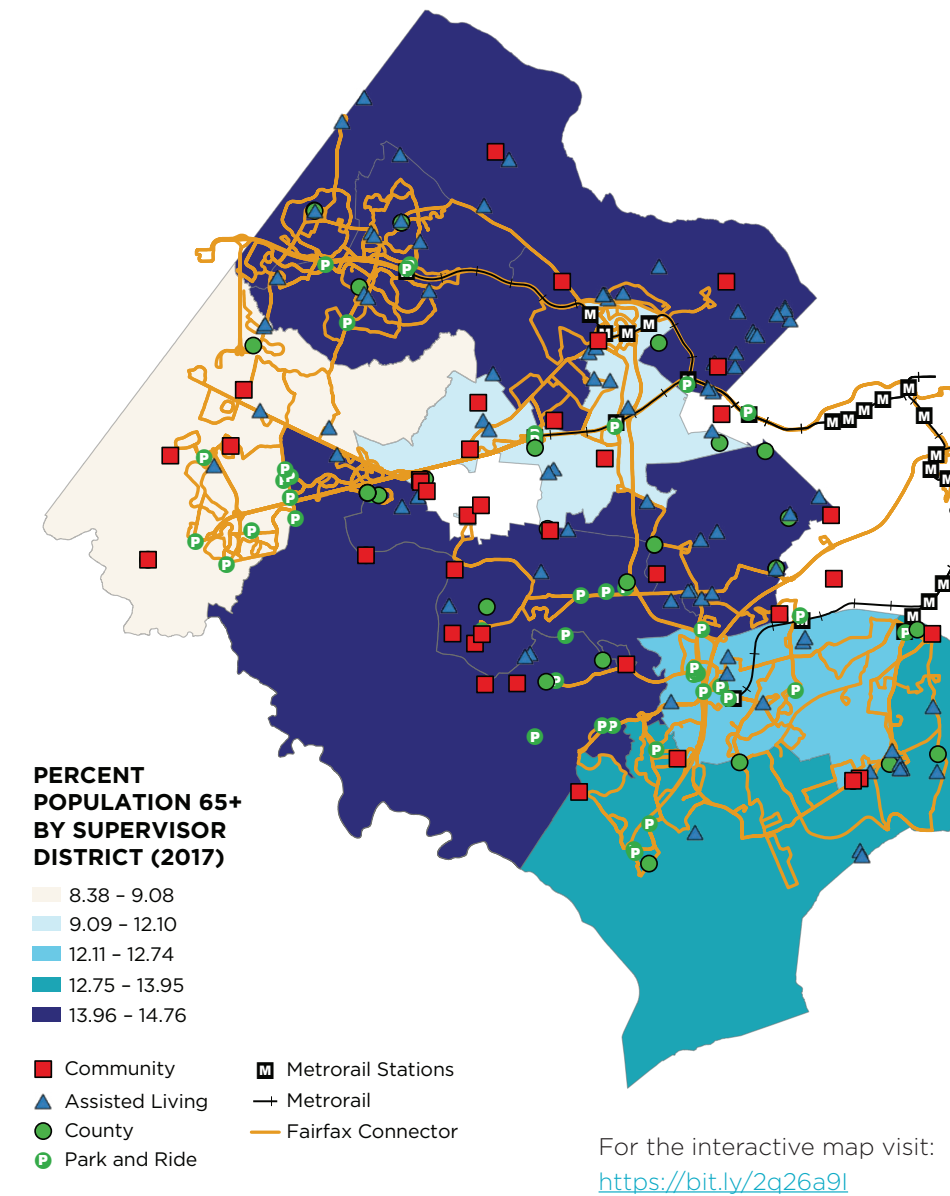 PERCENT
POPULATION 65+
BY SUPERVISOR
DISTRICT (2017)
8.38 – 9.08
9.09 – 12.10
12.11 – 12.74
12.75 – 13.95
13.96 – 14.76
Community
Assisted Living
County
P Park and Ride
M Metrorail Stations
Metrorail
Fairfax Connector
For the interactive map visit:
https://bit.ly/2q26a9I